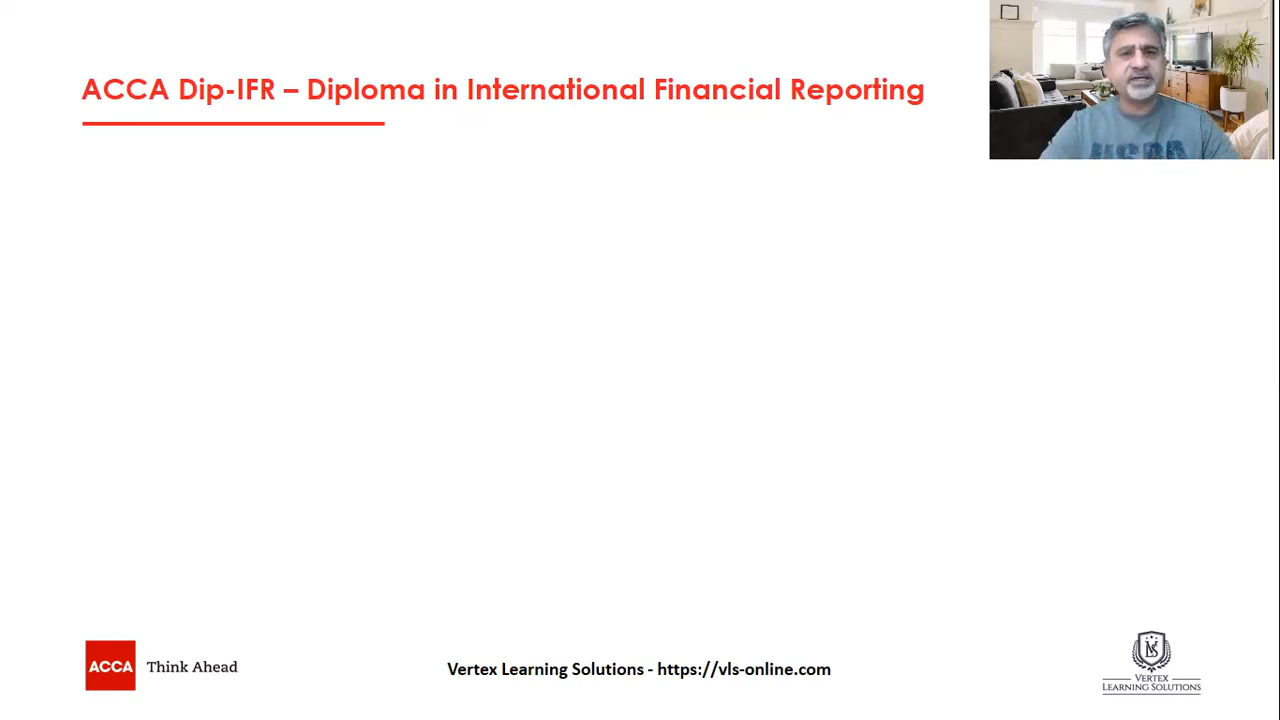 ACCA Dip-IFR – Diploma in International Financial Reporting
ACCA Think Ahead
Vertex Learning Solutions - https://vls-online.com
VERTEX
LEARNING SOLUTIONS